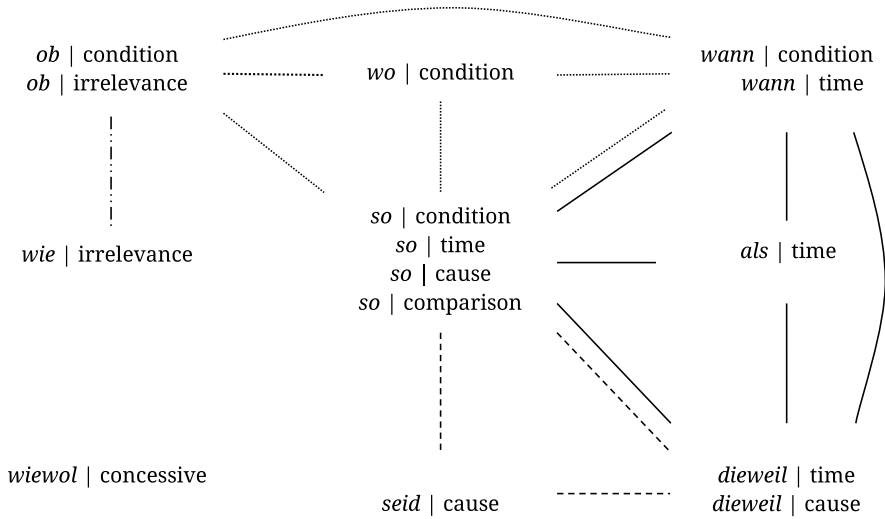 ob | condition
ob | irrelevance
wo | condition
wann | condition
wann | time
so | condition
so | time
so | cause
so | comparison
wie | irrelevance
als | time
wiewol | concessive
seid | cause
dieweil | time
dieweil | cause